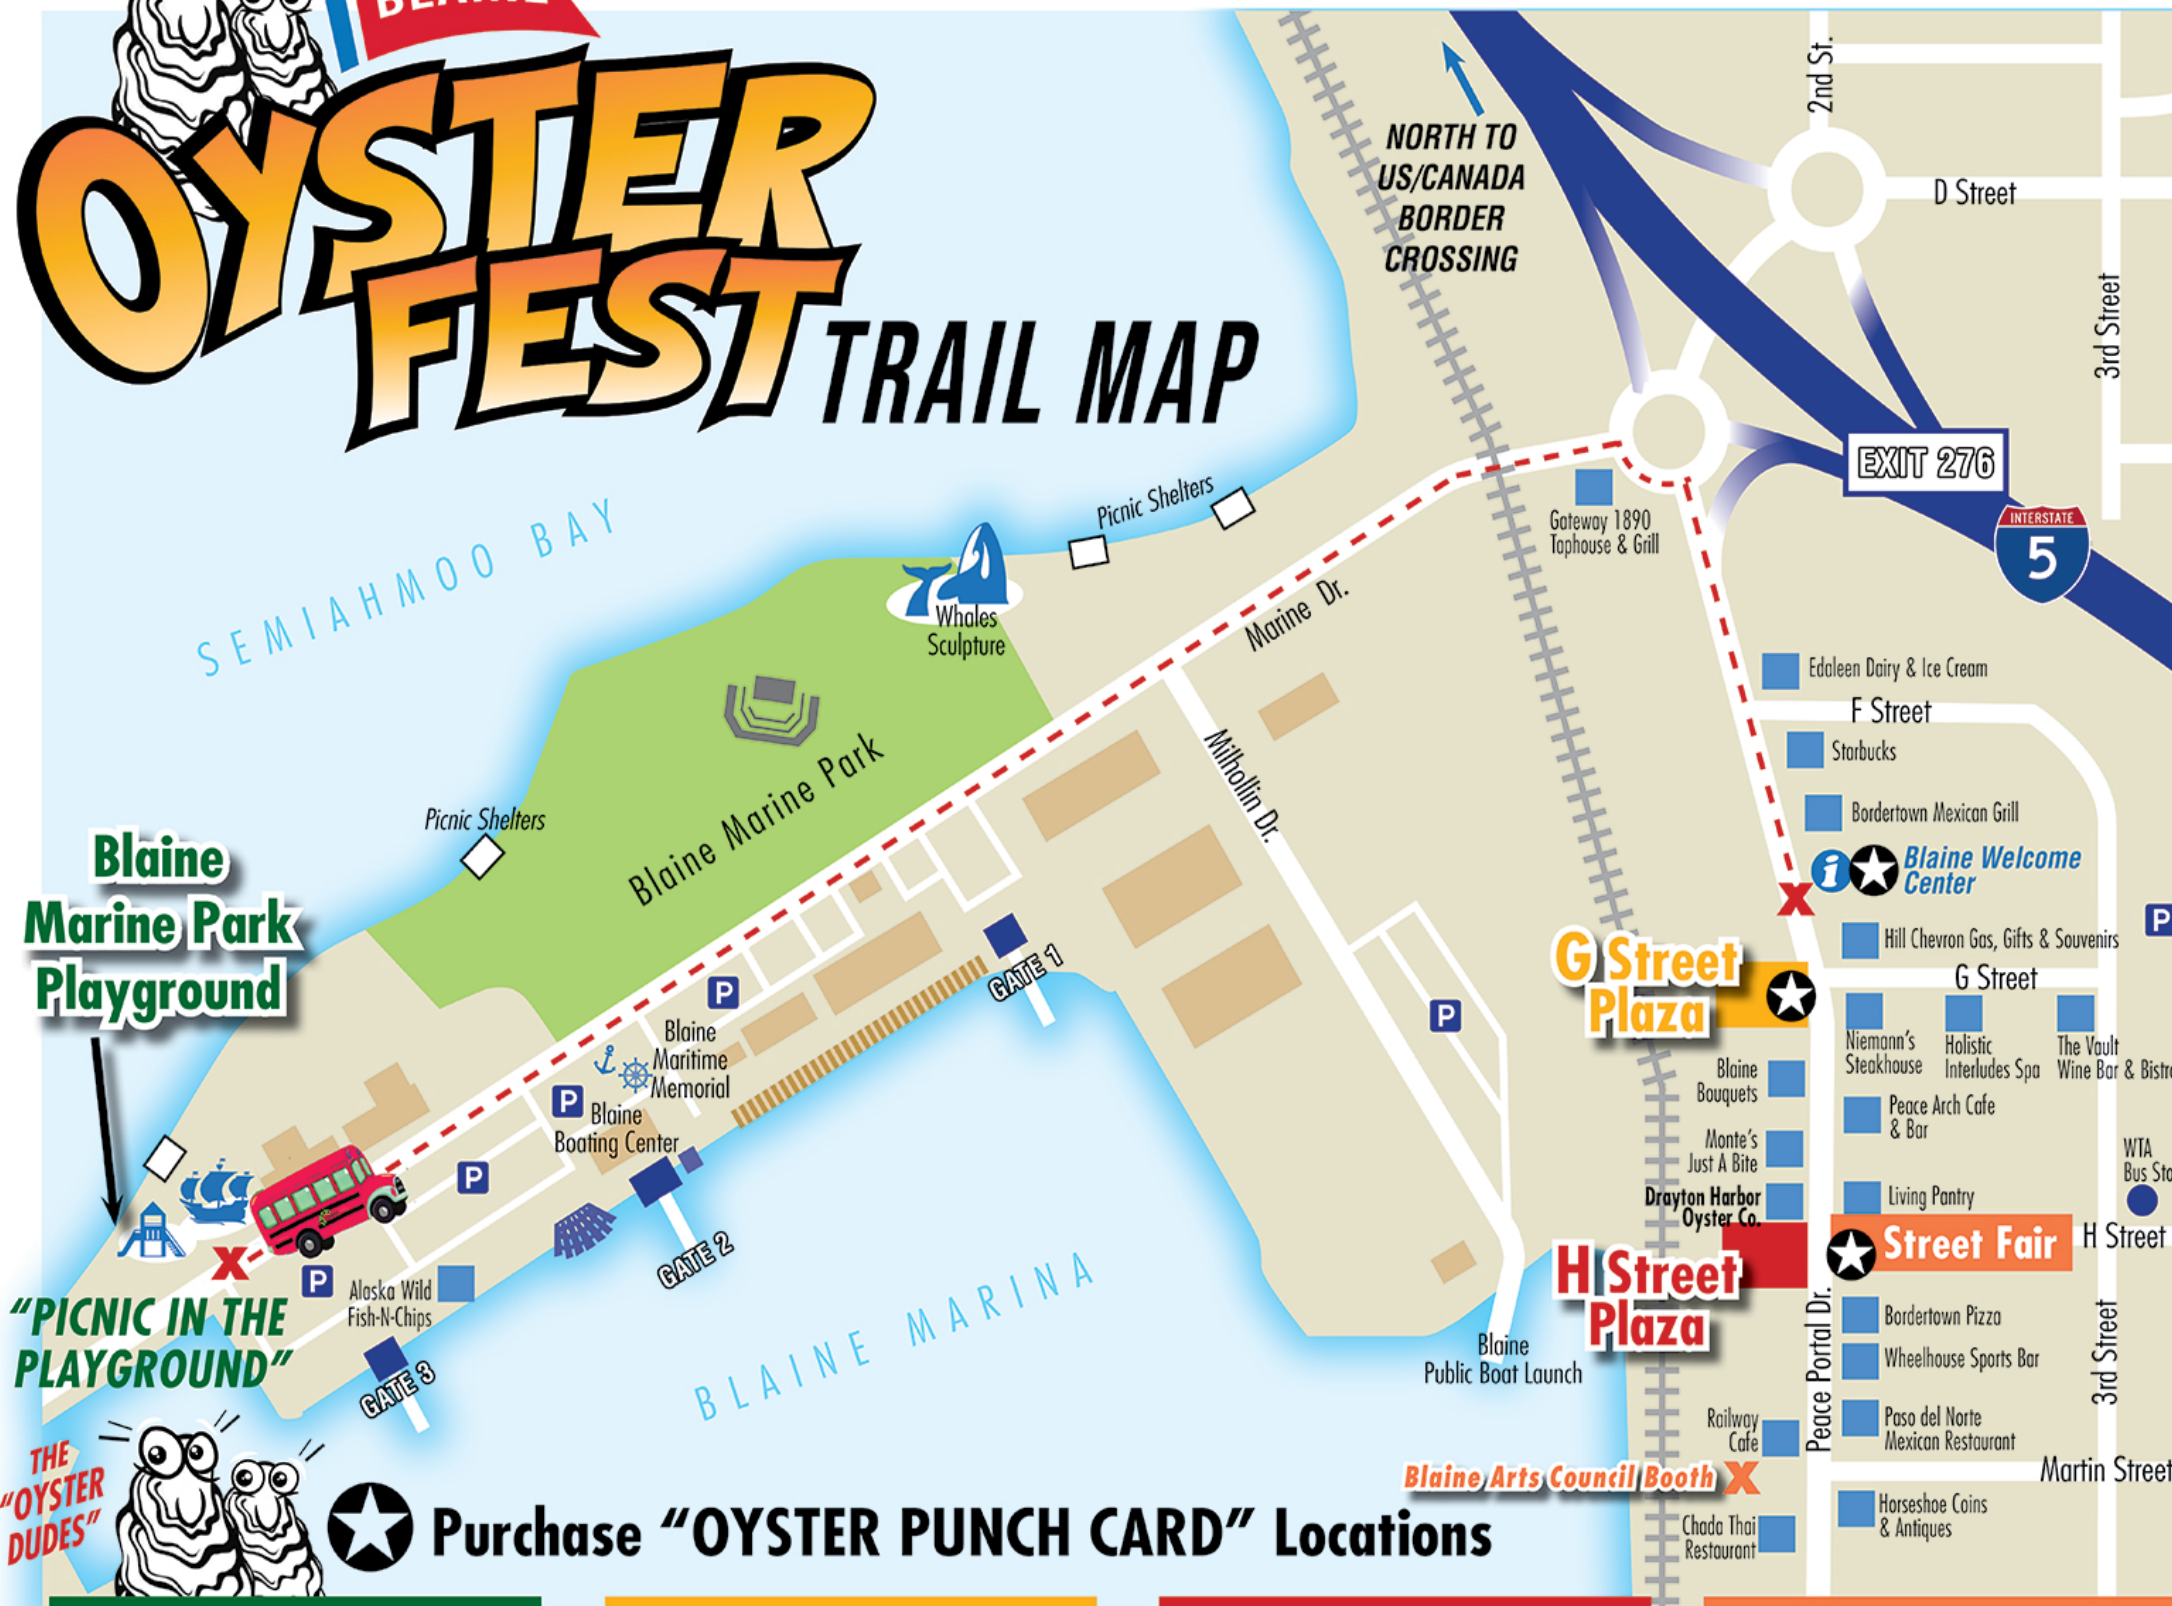 BLAINE
OYSTER
FEST
TRAIL MAP
NORTH TO
US/CANADA
BORDER
CROSSING
2nd St.
D Street
3rd Street
EXIT 276
INTERSTATE
5
SEMIAHMOO BAY
Picnic Shelters
Whales
Sculpture
Marine Dr.
Gateway 1890
Taphouse & Grill
Edaleen Dairy & Ice Cream
F Street
Starbucks
Bordertown Mexican Grill
i
Blaine Welcome
Center
X
P
Hill Chevron Gas, Gifts & Souvenirs
G Street
G Street
Plaza
Niemann's
Steakhouse
Holistic
Interludes Spa
The Vault
Wine Bar & Bistr
Milhollin Dr.
Blaine Marine Park
Picnic Shelters
Blaine
Marine Park
Playground
GATE 1
P
P
Blaine
Maritime
Memorial
P
Blaine
Boating Center
P
GATE 2
X
P
Alaska Wild
Fish-N-Chips
GATE 3
"PICNIC IN THE
PLAYGROUND"
BLAINE MARINA
Blaine
Public Boat Launch
Blaine
Bouquets
Peace Arch Cafe
& Bar
Monte's
Just A Bite
WTA
Bus Sto
Drayton Harbor
Oyster Co.
Living Pantry
Street Fair
H Street
H Street
Plaza
Peace Portal Dr.
Bordertown Pizza
Wheelhouse Sports Bar
3rd Street
Paso del Norte
Mexican Restaurant
Railway
Cafe
Blaine Arts Council Booth X
Martin Street
Horseshoe Coins
& Antiques
Chada Thai
Restaurant
THE
"OYSTER
DUDES"
Purchase "OYSTER PUNCH CARD" Locations